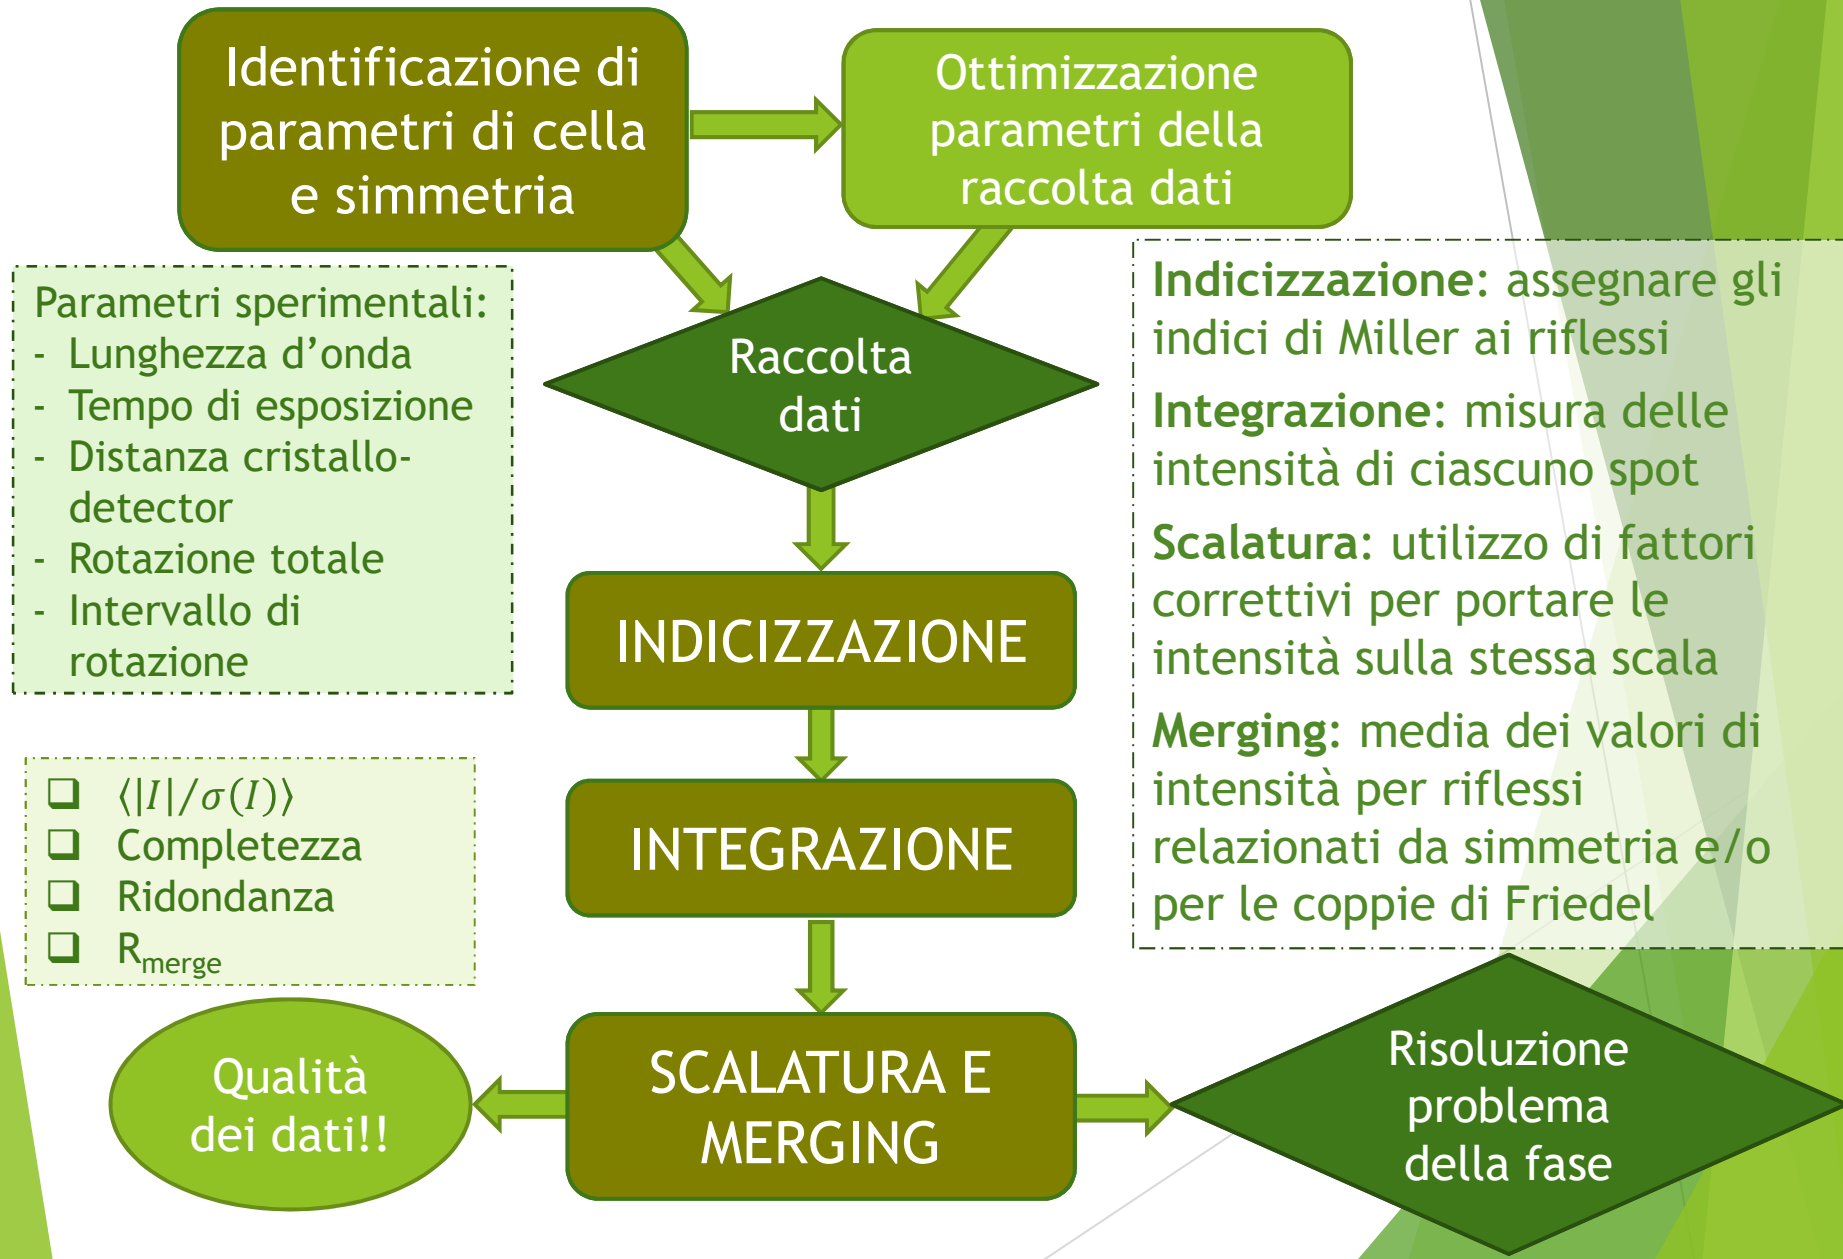 Identificazione di
parametri di cella
e simmetria
Ottimizzazione
parametri della
raccolta dati
Parametri sperimentali:
- Lunghezza d’onda
- Tempo di esposizione
- Distanza cristallo-
detector
- Rotazione totale
- Intervallo di
rotazione
Raccolta
dati
Indicizzazione: assegnare gli
indici di Miller ai riflessi
Integrazione: misura delle
intensità di ciascuno spot
Scalatura: utilizzo di fattori
correttivi per portare le
intensità sulla stessa scala
Merging: media dei valori di
intensità per riflessi
relazionati da simmetria e/o
per le coppie di Friedel
INDICIZZAZIONE
INTEGRAZIONE
❑ ⟨|I|/σ(I)⟩
❑ Completezza
❑ Ridondanza
❑ Rmerge
Qualità
dei dati!!
SCALATURA E
MERGING
Risoluzione
problema
della fase